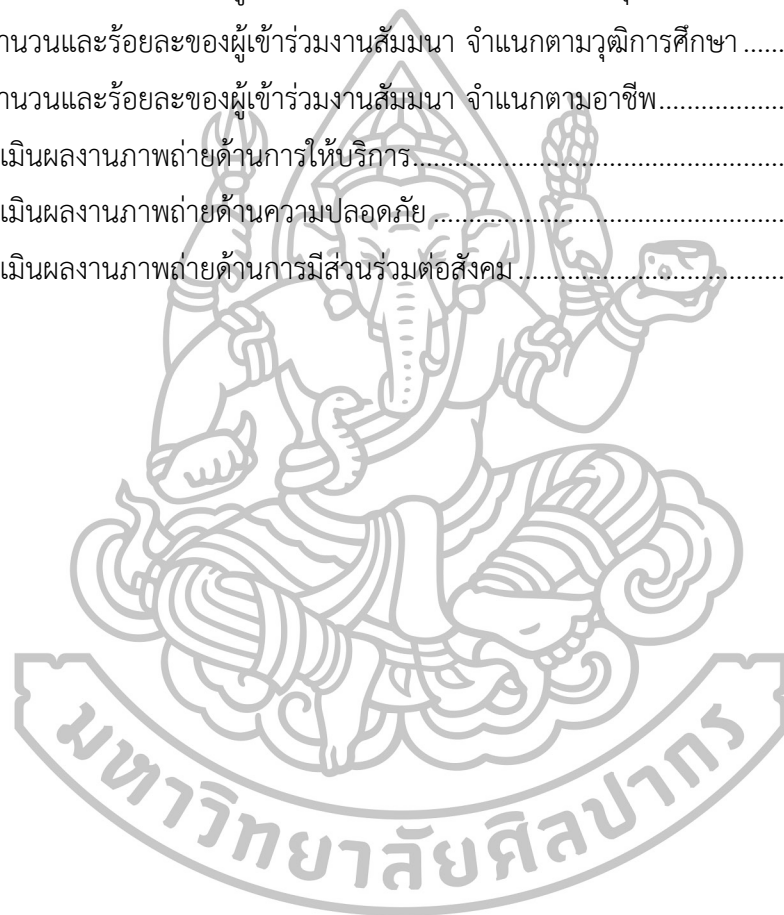 ำนวนและร้อยละของผู้เข้าร่วมงานสัมมนา จำแนกตามวุฒิการศึกษา ......
ำนวนและร้อยละของผู้เข้าร่วมงานสัมมนา จำแนกตามอาชีพ....................
เมินผลงานภาพถ่ายด้านการให้บริการ..........................................................
เมินผลงานภาพถ่ายด้านความปลอดภัย .......................................................
เมินผลงานภาพถ่ายด้านการมีส่วนร่วมต่อสังคม ..........................................
มหาวิทยาลัยศิลปากร